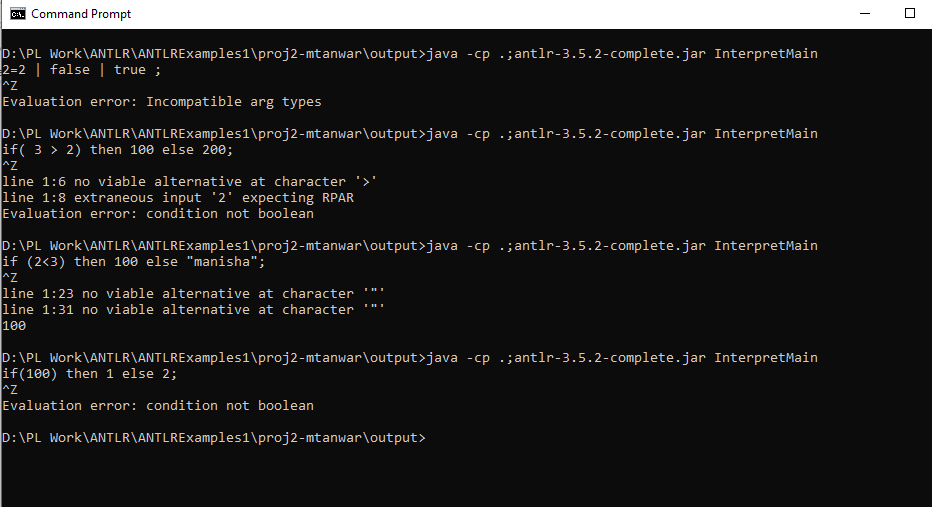 Command Prompt
D:\PL Work\ANTLR\ANTLRExamples1\proj2-mtanwar\output>java -cp .;antlr-3.5.2-complete.jar InterpretMain
2=2 | false | true ;
^Z
Evaluation error: Incompatible arg types
D:\PL Work\ANTLR\ANTLRExamples1\proj2-mtanwar\output>java -cp .;antlr-3.5.2-complete.jar InterpretMain
if( 3 > 2) then 100 else 200;
^Z
line 1:6 no viable alternative at character '>'
line 1:8 extraneous input '2' expecting RPAR
Evaluation error: condition not boolean
D:\PL Work\ANTLR\ANTLRExamples1\proj2-mtanwar\output>java -cp .;antlr-3.5.2-complete.jar InterpretMain
if (2<3) then 100 else "manisha";
^Z
line 1:23 no viable alternative at character '"'
line 1:31 no viable alternative at character '"'
100
D:\PL Work\ANTLR\ANTLRExamples1\proj2-mtanwar\output>java -cp .;antlr-3.5.2-complete.jar InterpretMain
if(100) then 1 else 2;
^Z
Evaluation error: condition not boolean
D:\PL Work\ANTLR\ANTLRExamples1\proj2-mtanwar\output>